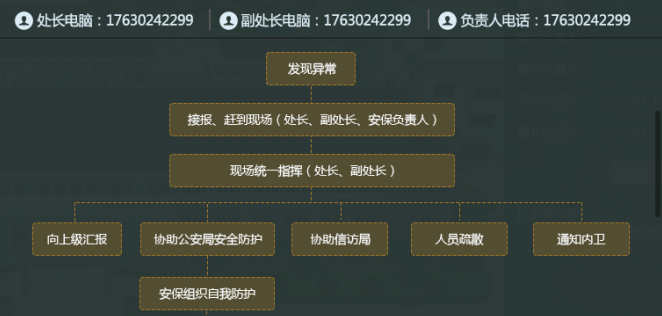 处长电脑：17630242299 副处长电脑：17630242299 负责人电话：17630242299
发现异常
接报、赶到现场（处长、副处长、安保负责人）
现场统一指挥（处长、副处长）
向上级汇报 协助公安局安全防护 协助信访局 人员疏散 通知内卫
安保组织自我防护